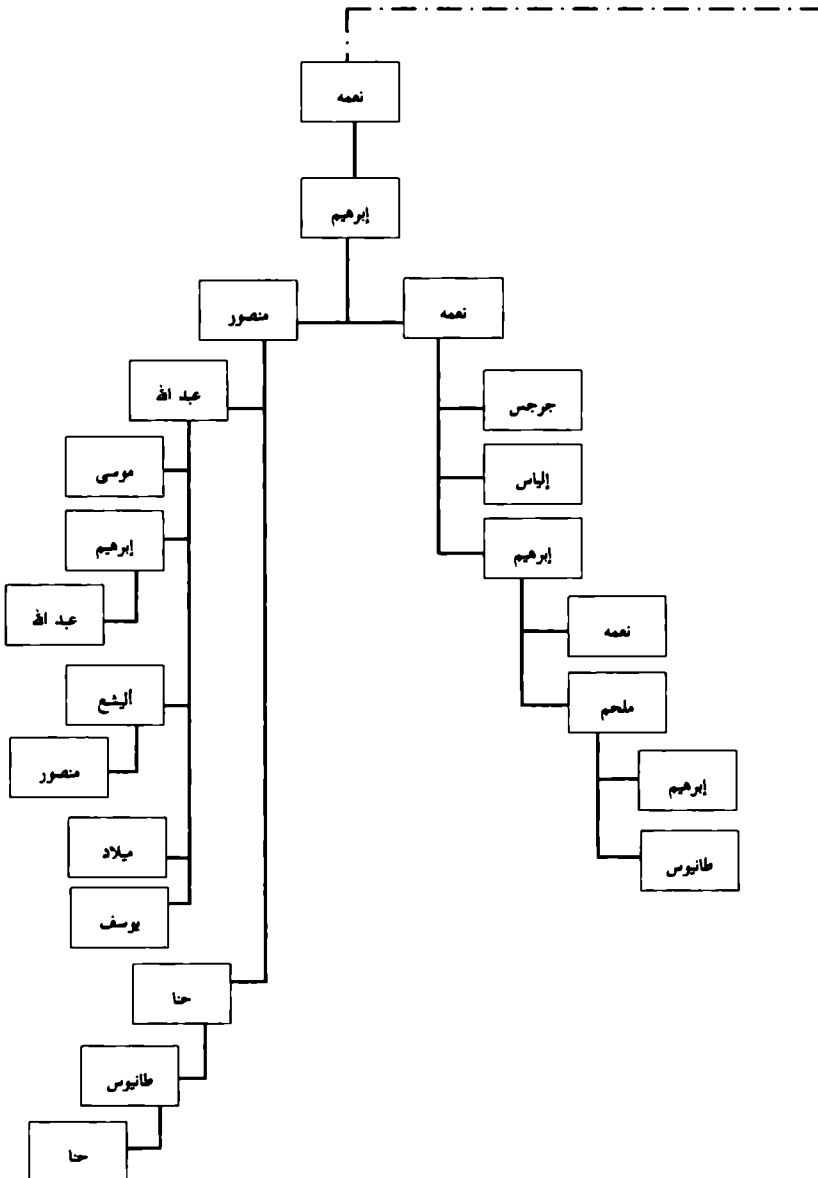 نعمه
إبرهيم
نعمه
منصور
جرجس
إلياس
إبرهيم
نعمه
ملحم
إبرهيم
طانيوس
عبد الله
موسى
إبرهيم
عبد الله
أليشع
منصور
ميلاد
يوسف
حنا
طانيوس
حنا